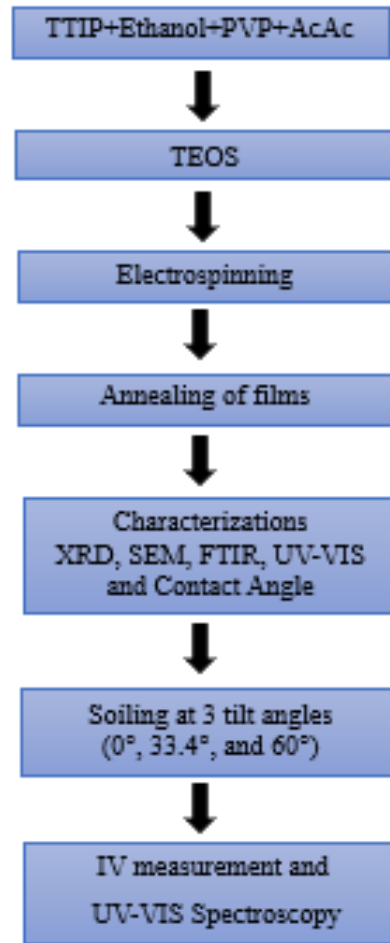 TTIP+Ethanol+PVP+AcAc
TEOS
Electrospinning
Annealing of films
Characterizations
XRD, SEM, FTIR, UV-VIS
and Contact Angle
Soiling at 3 tilt angles
(0°, 33.4°, and 60°)
IV measurement and
UV-VIS Spectroscopy